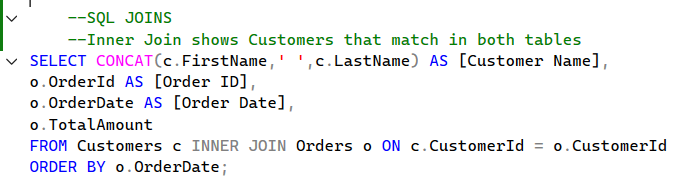 --SQL JOINS
--Inner Join shows Customers that match in both tables
SELECT CONCAT(c.FirstName,' ',c.LastName) AS [Customer Name],
o.OrderId AS [Order ID],
o.OrderDate AS [Order Date],
o.TotalAmount
FROM Customers c INNER JOIN Orders o ON c.CustomerId = o.CustomerId
ORDER BY o.OrderDate;